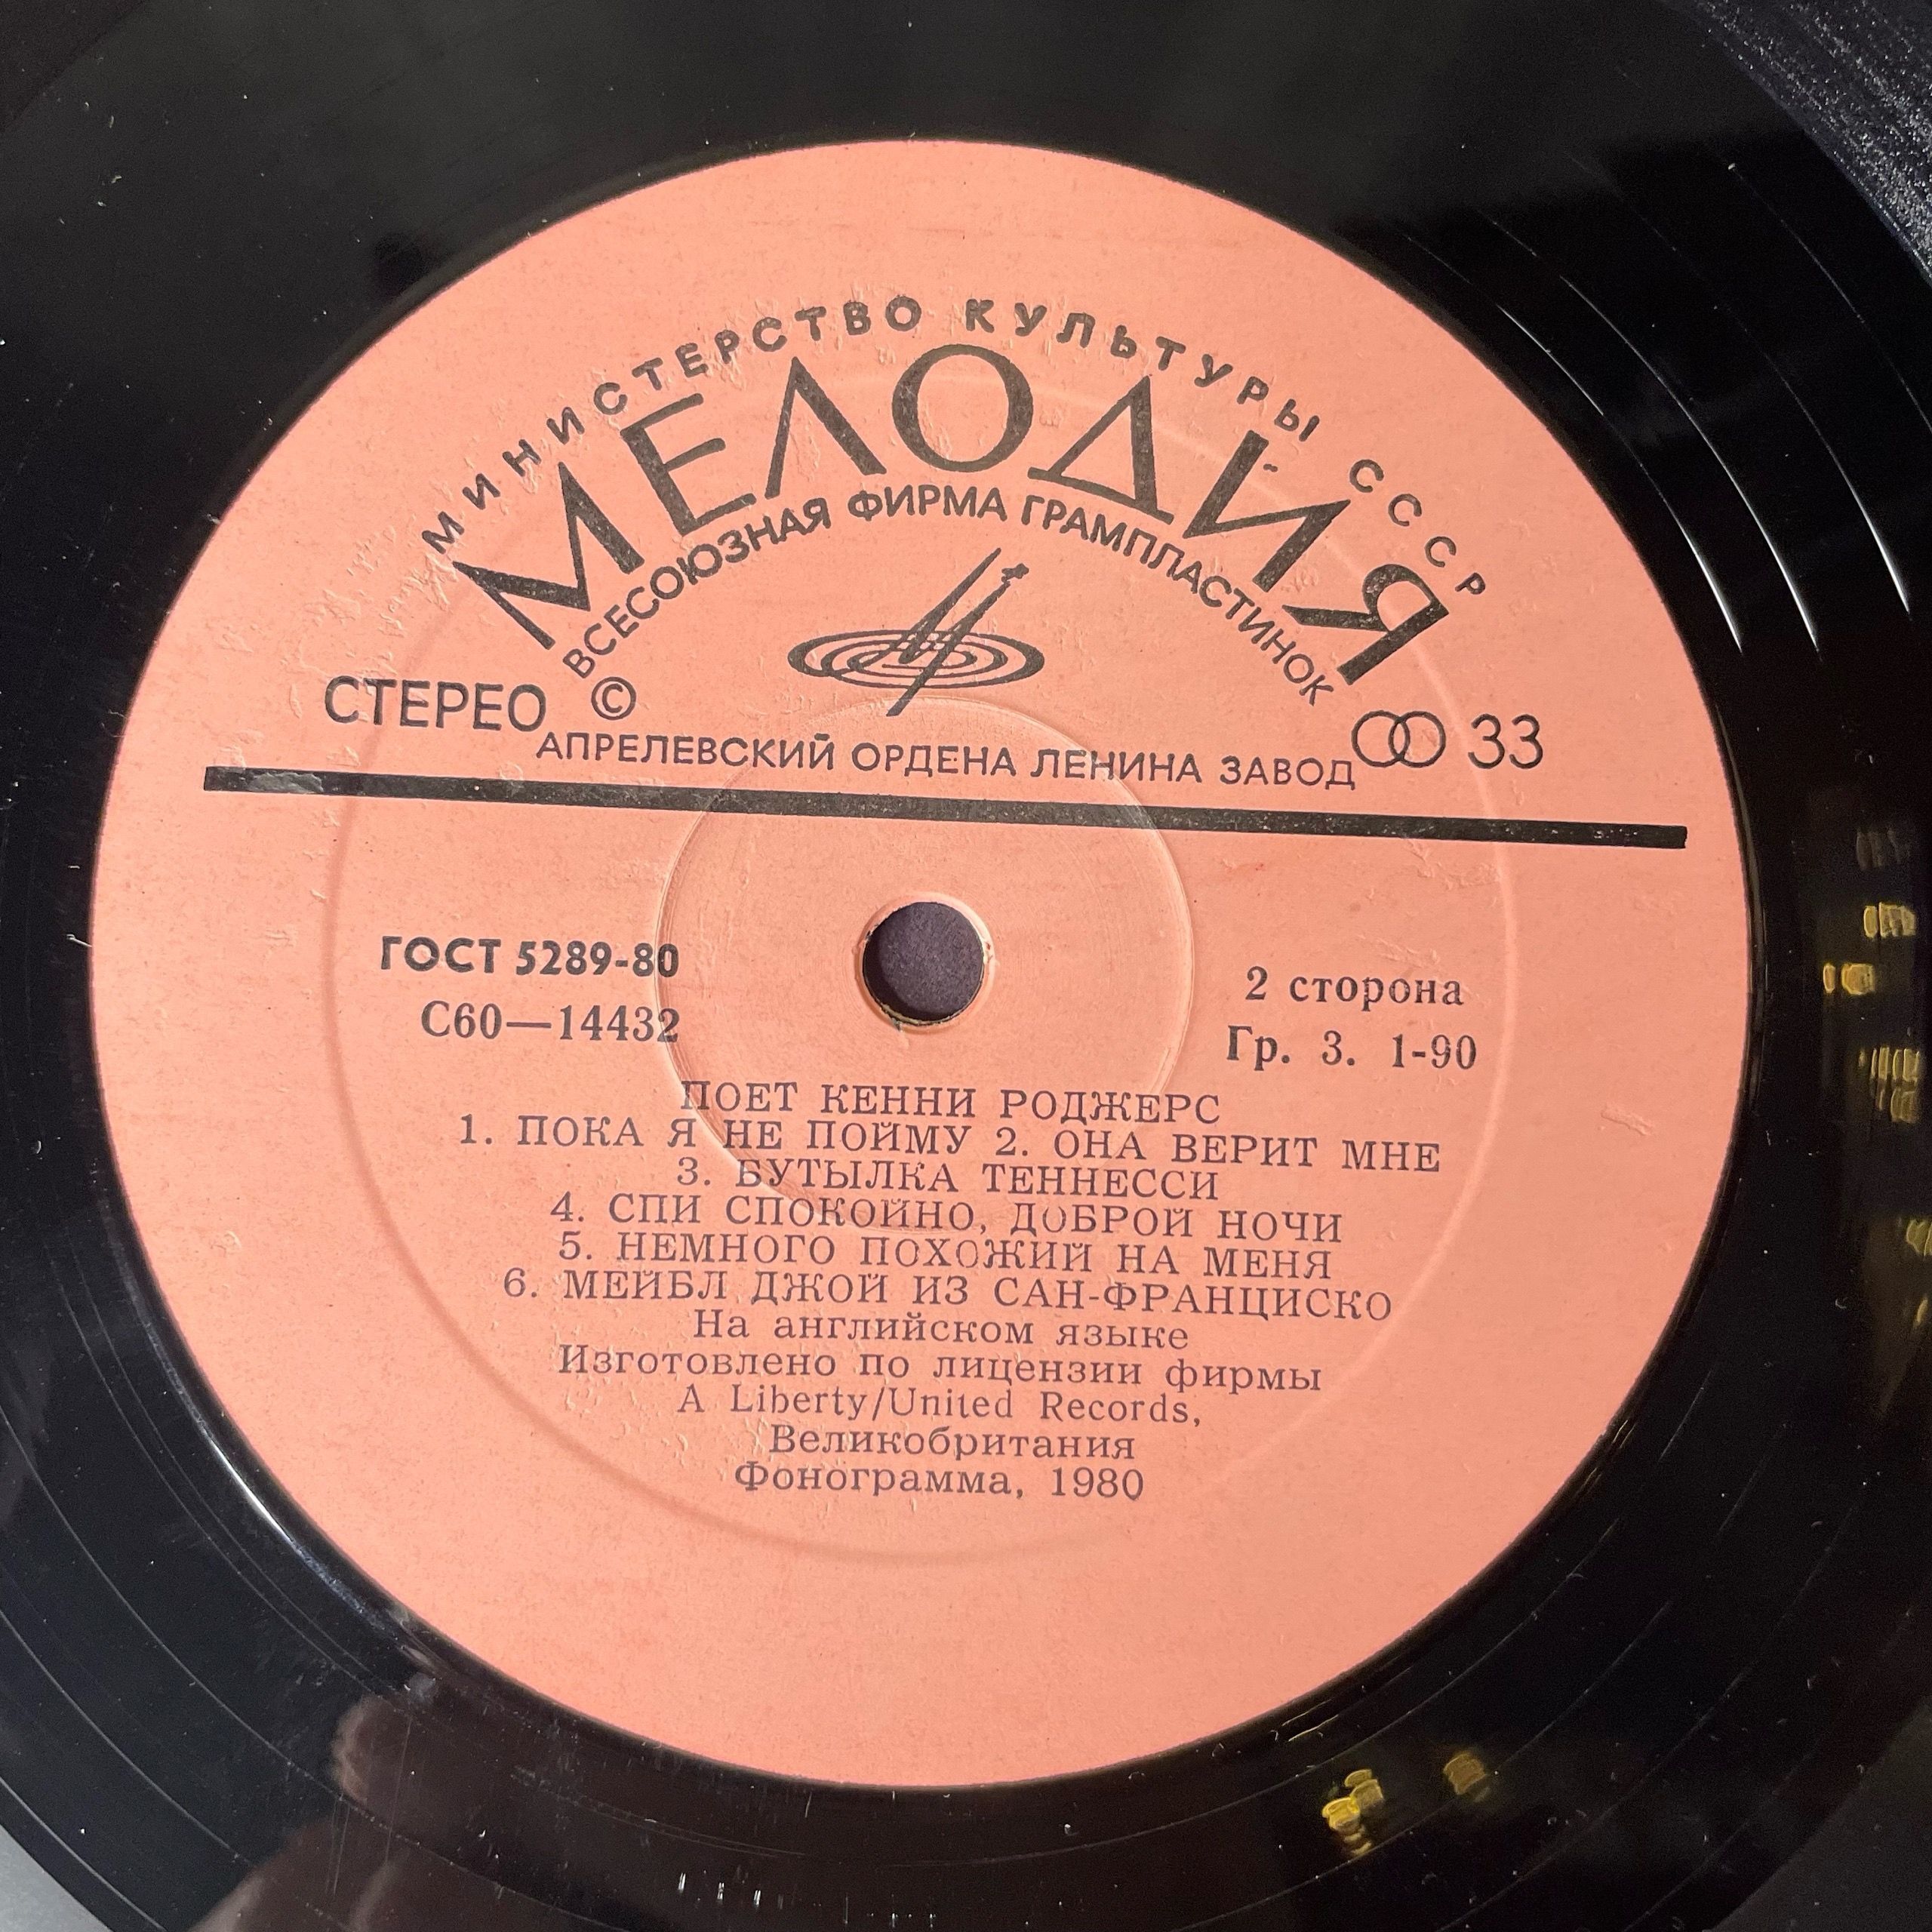 МИНИСТЕРСТВО КУЛЬТУРЫ СССР
МЕЛОДИЯ
ВСЕСОЮЗНАЯ ФИРМА ГРАМПЛАСТИНОК
СТЕРЕО © 33
АПРЕЛЕВСКИЙ ОРДЕНА ЛЕНИНА ЗАВОД
ГОСТ 5289-80
С60—14432
2 сторона
Гр. 3. 1-90
ПОЕТ КЕННИ РОДЖЕРС
1. ПОКА Я НЕ ПОЙМУ 2. ОНА ВЕРИТ МНЕ
3. БУТЫЛКА ТЕННЕССИ
4. СПИ СПОКОЙНО, ДОБРОЙ НОЧИ
5. НЕМНОГО ПОХОЖИЙ НА МЕНЯ
6. МЕЙБЛ ДЖОЙ ИЗ САН-ФРАНЦИСКО
На английском языке
Изготовлено по лицензии фирмы
A Liberty/United Records,
Великобритания
Фонограмма, 1980